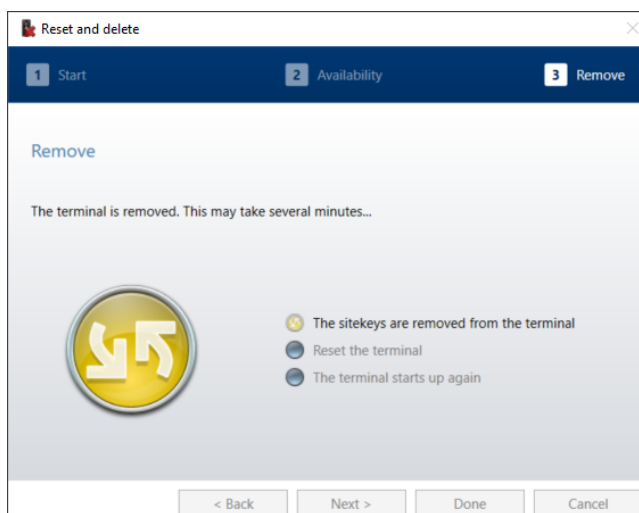 Reset and delete
1 Start 2 Availability 3 Remove
Remove
The terminal is removed. This may take several minutes...
The sitekeys are removed from the terminal
Reset the terminal
The terminal starts up again
< Back Next > Done Cancel